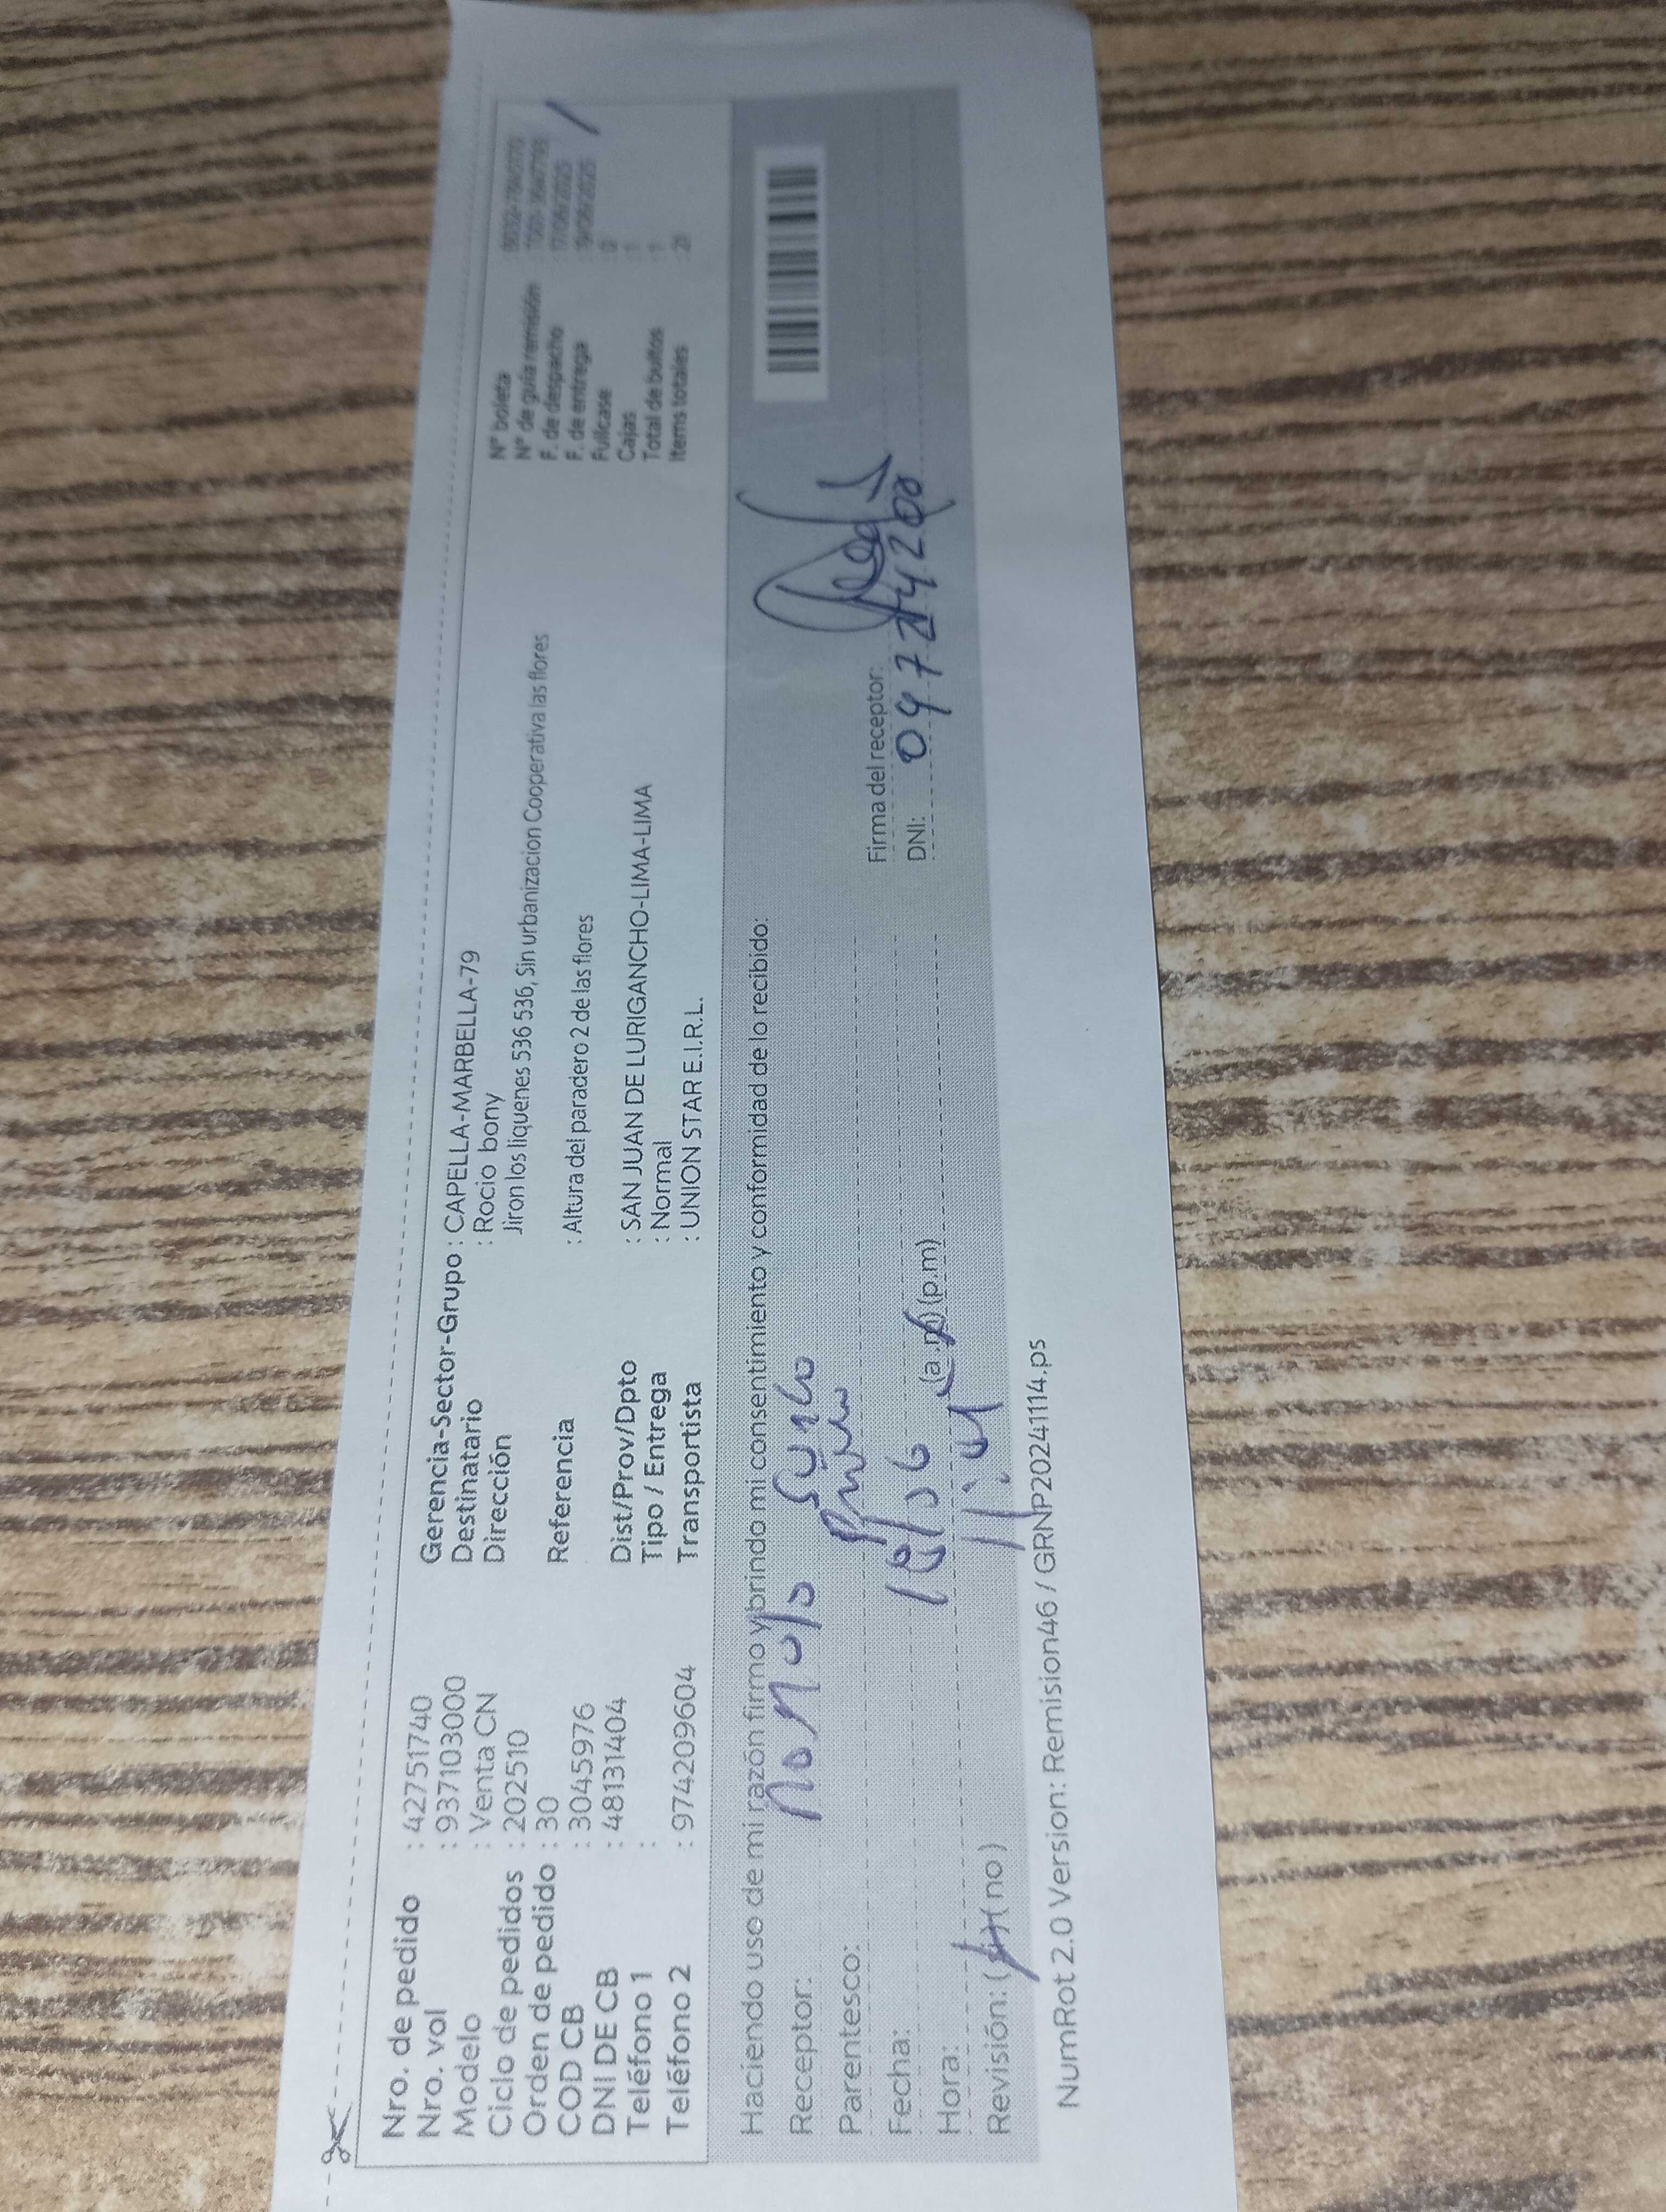 Nro. de pedido : 427751740
Nro. vol : 9371103000
Modelo : Venta CN
Ciclo de pedidos : 202510
Orden de pedido : 30
COD CB : 3045976
DNI DE CB : 48131404
Teléfono 1 :
Teléfono 2 : 974209604
Gerencia-Sector-Grupo : CAPELLA-MARBELLA-79
Destinatario : Rocio bony
Dirección Jiron los liquenes 536 536, Sin urbanizacion Cooperativa las flores
Referencia : Altura del paradero 2 de las flores
Dist/Prov/Dpto : SAN JUAN DE LURIGANCHO-LIMA-LIMA
Tipo / Entrega : Normal
Transportista : UNION STAR E.I.R.L.
N° boleta
N° de guía remisión
F. de despacho
F. de entrega
Fullcase
Cajas : 1
Total de bultos : 1
Items totales : 21
Haciendo uso de mi razón firmo y brindo mi consentimiento y conformidad de lo recibido:
Receptor:
Parentesco:
Fecha:
Hora: (a.m) (p.m)
Revisión: (si) (no)
Firma del receptor:
DNI:
NumRot 2.0 Version: Remision46 / GRNP20241114.ps